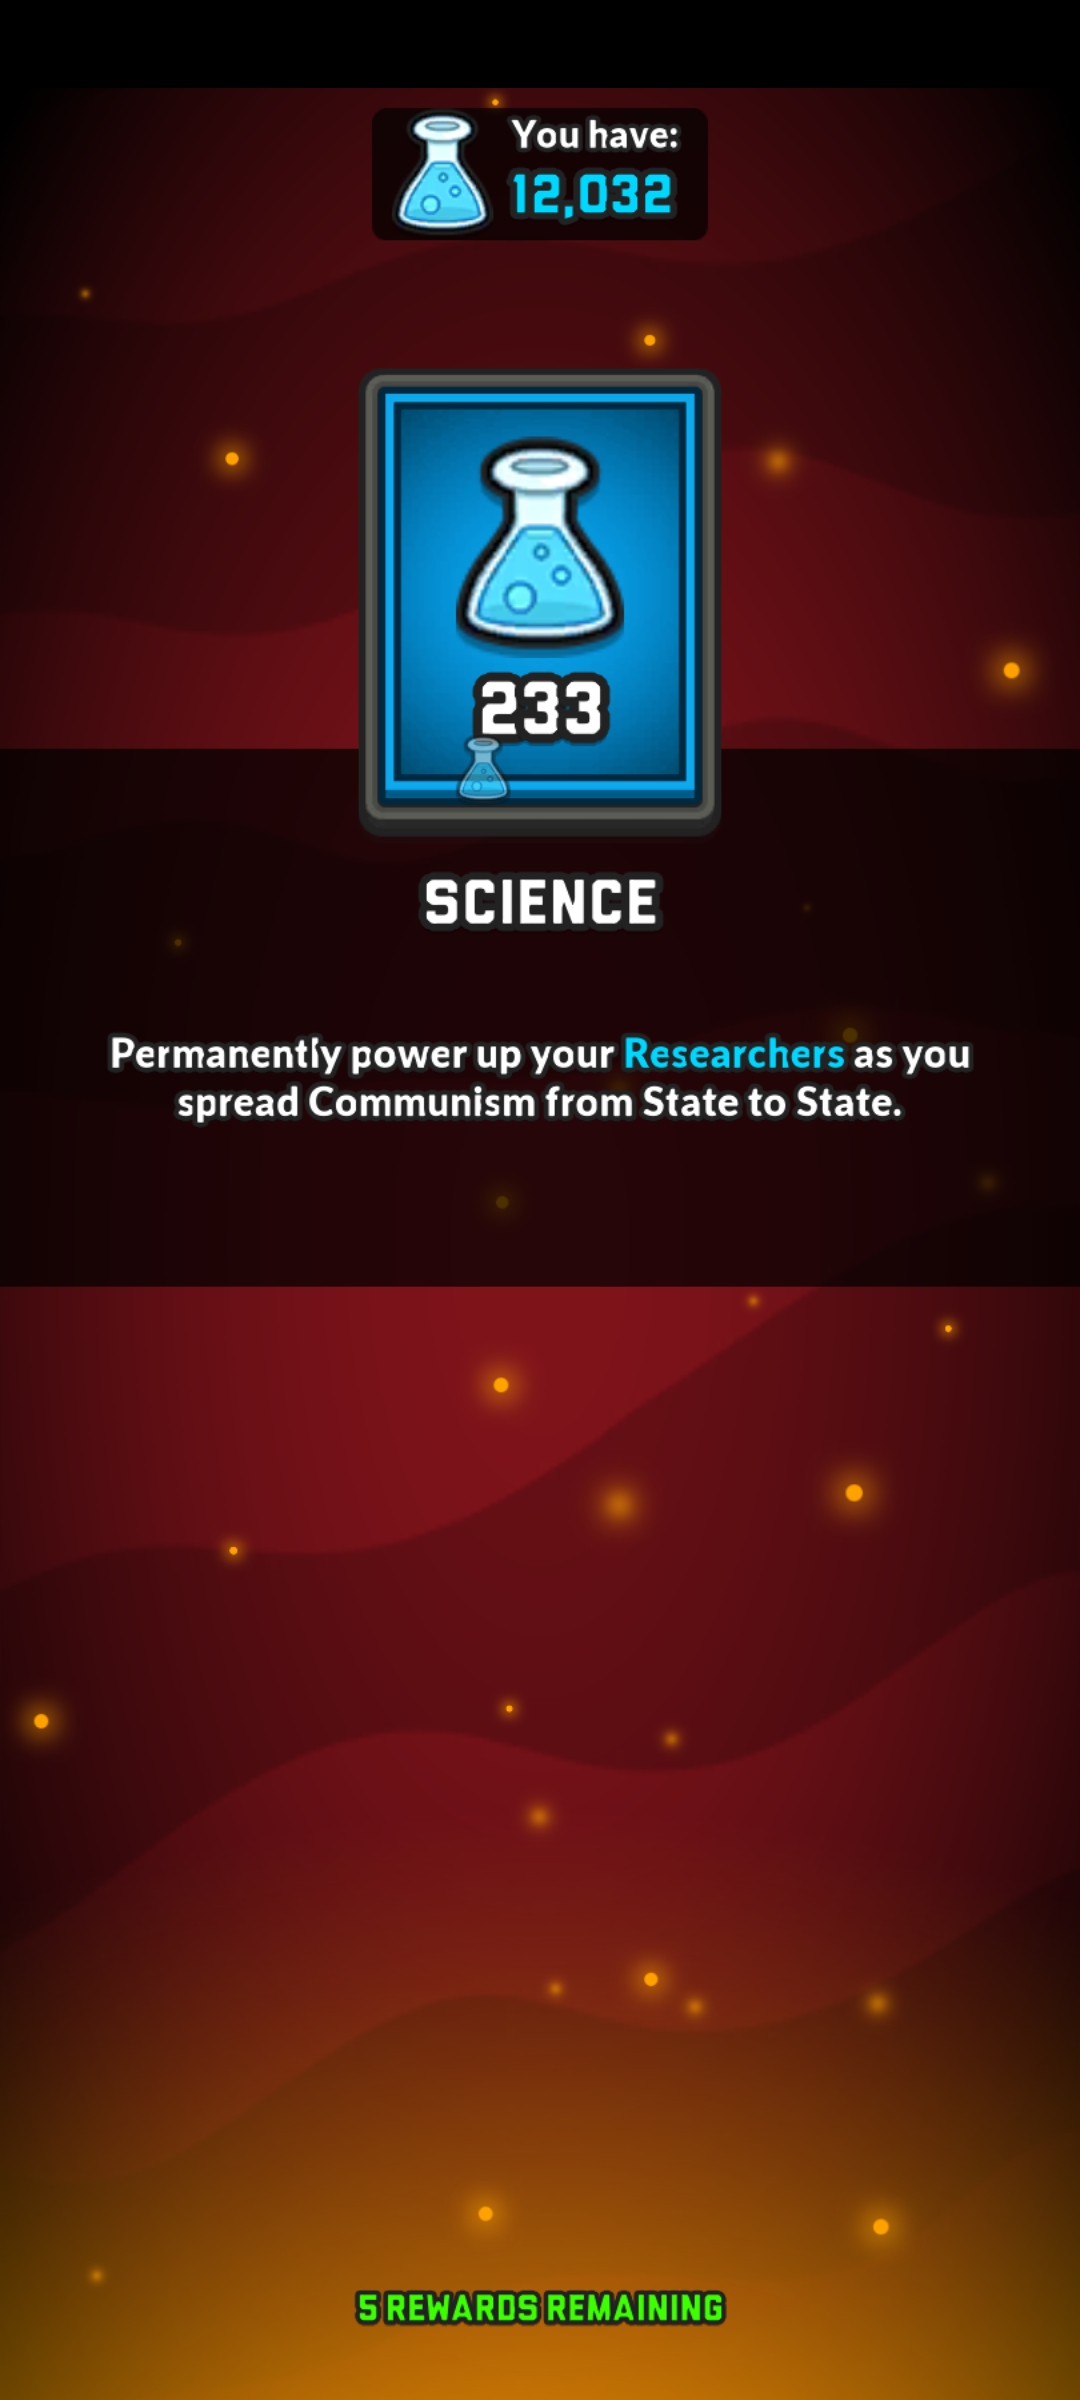 You have:
12,032
233
SCIENCE
Permanently power up your Researchers as you
spread Communism from State to State.
5 REWARDS REMAINING